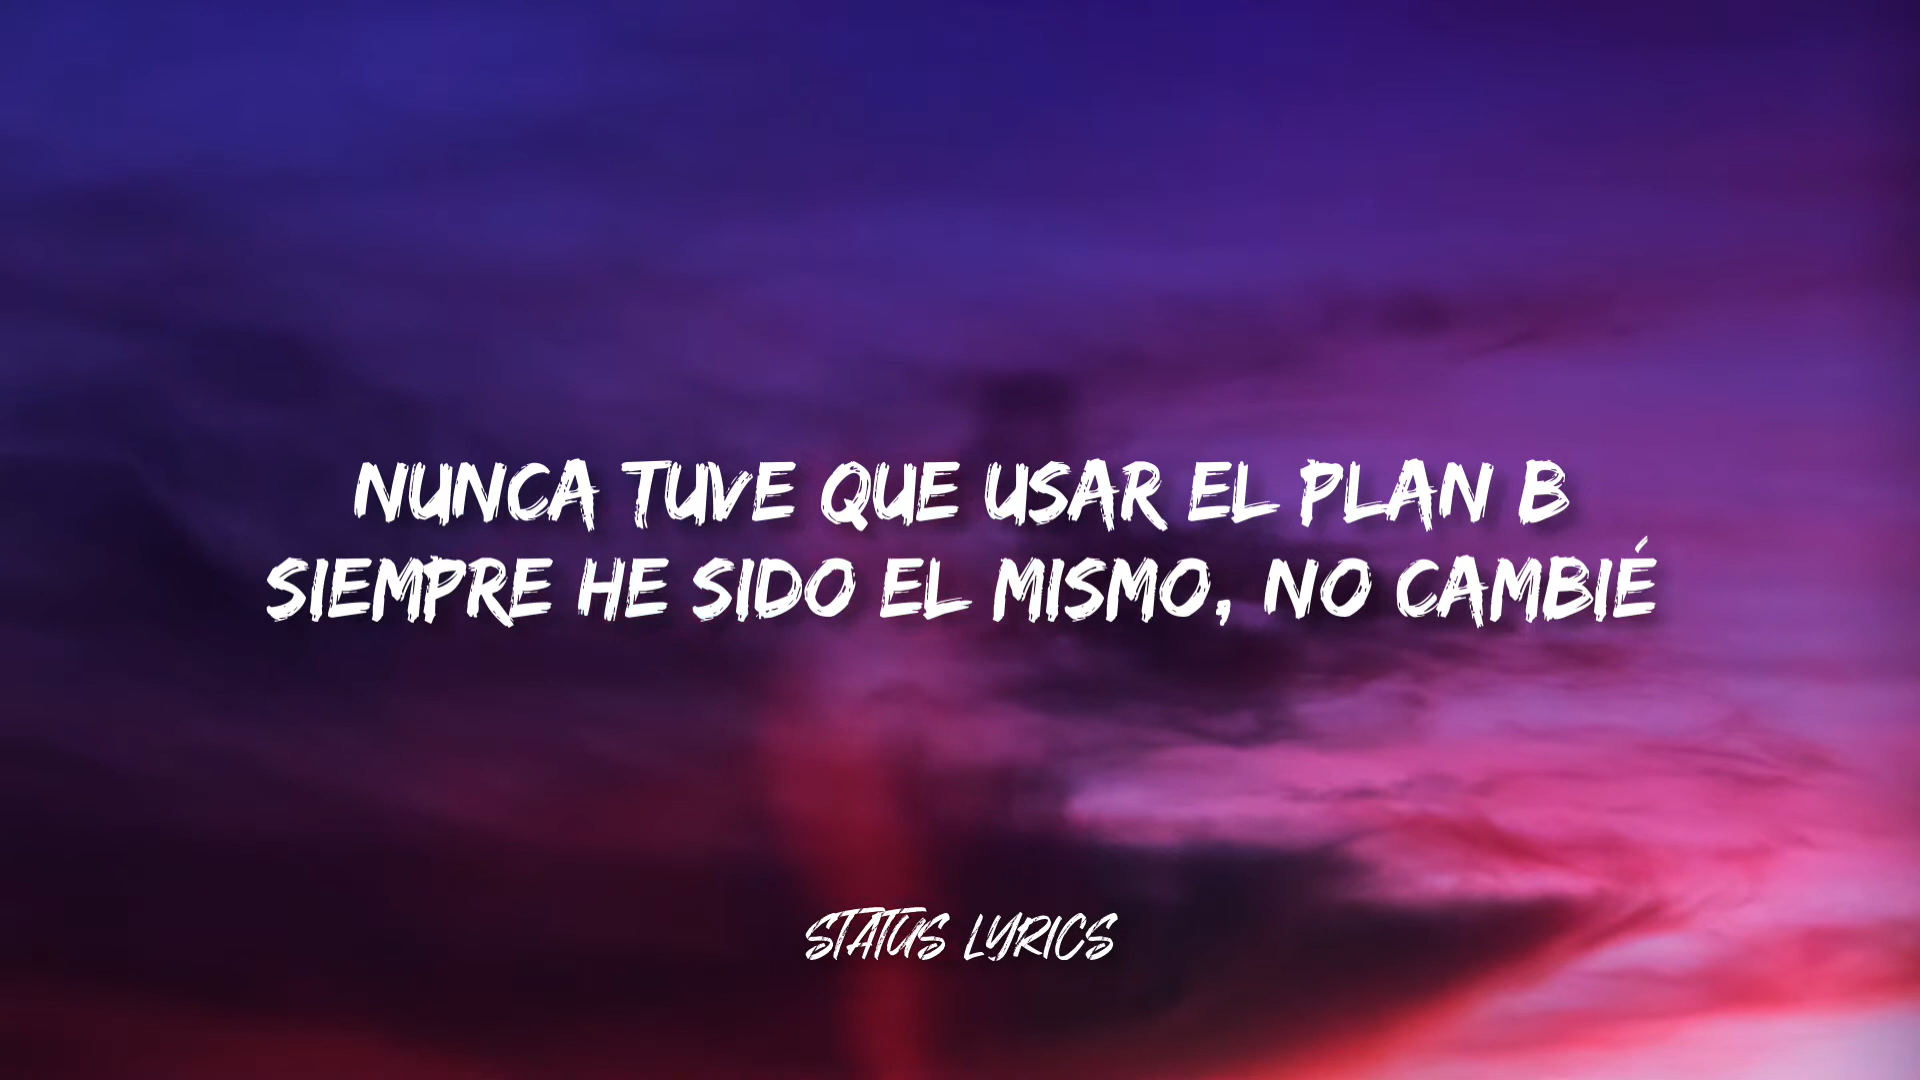 NUNCA TUVE QUE USAR EL PLAN B
SIEMPRE HE SIDO EL MISMO, NO CAMBIÉ
STATUS LYRICS